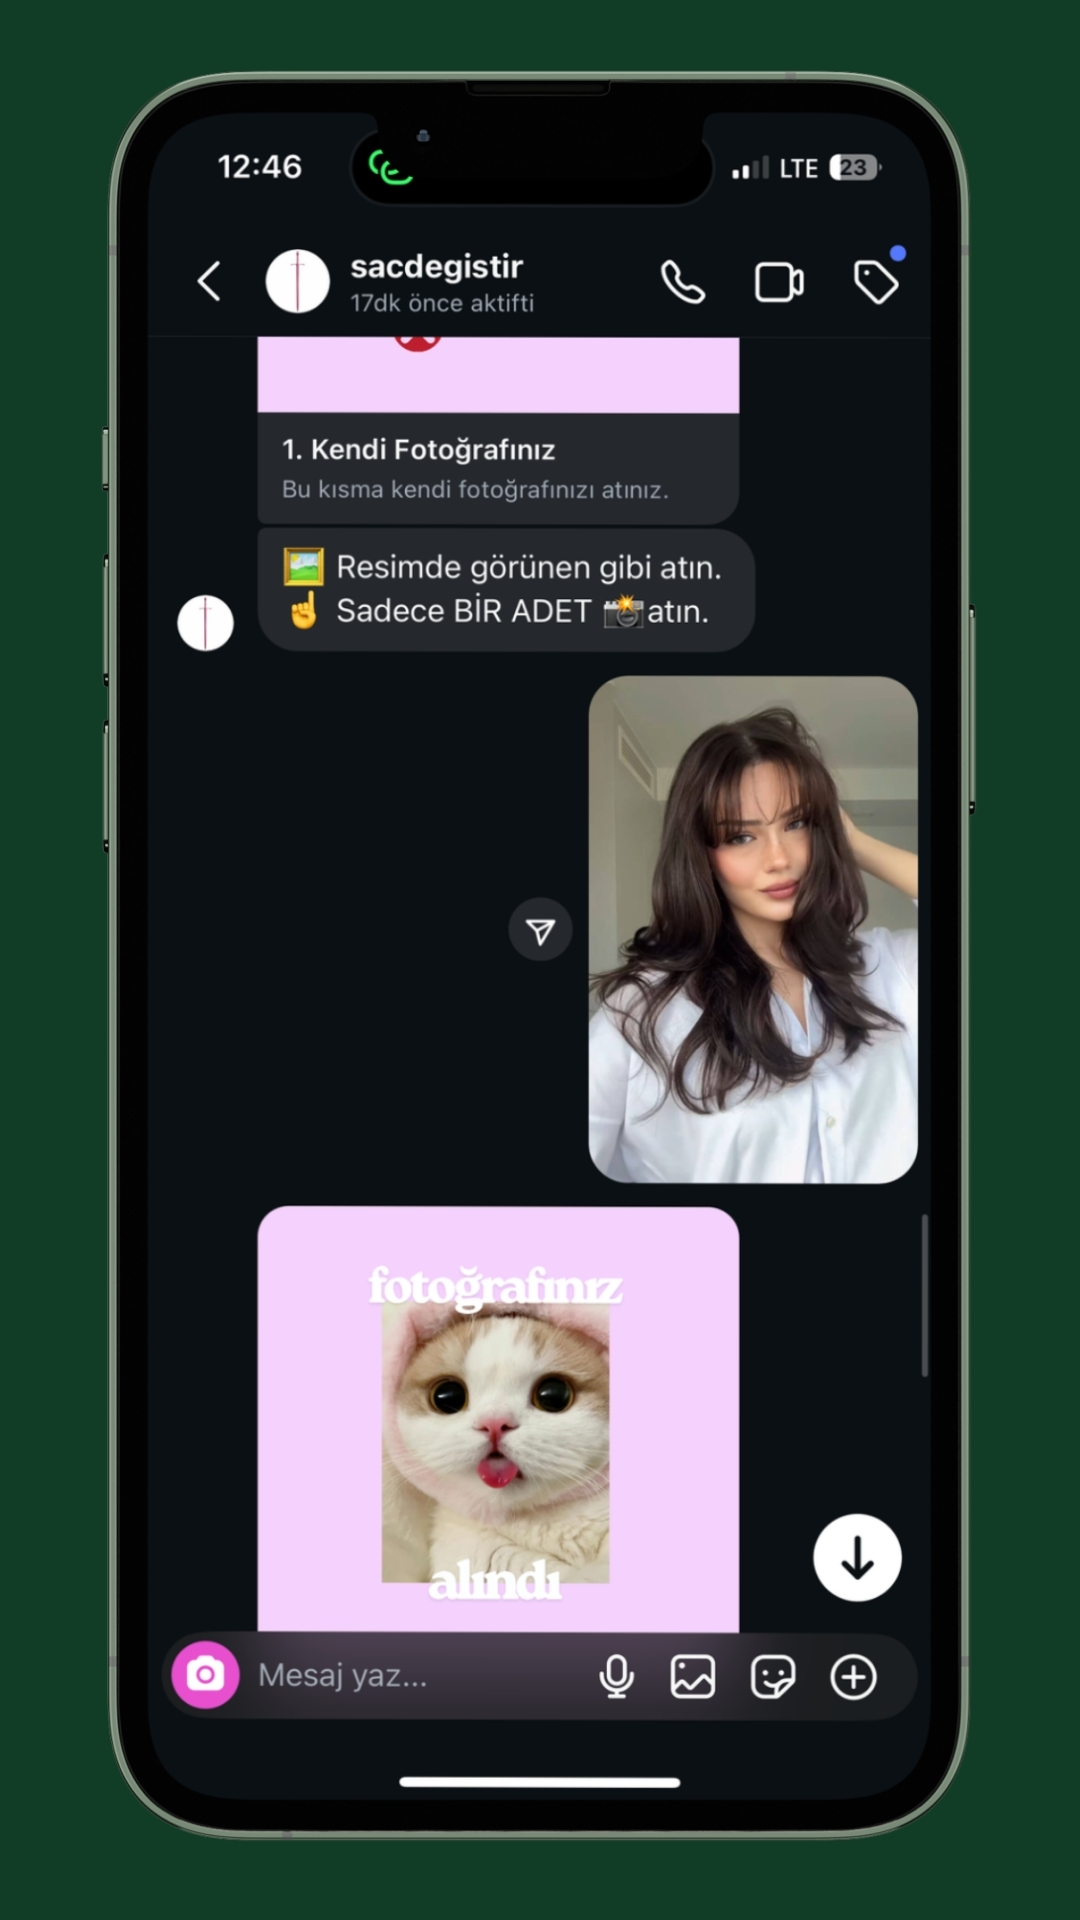 12:46
LTE 23
sacdegistir
17dk önce aktifti
1. Kendi Fotoğrafınız
Bu kısma kendi fotoğrafınızı atınız.
🖼️ Resimde görünen gibi atın.
☝️ Sadece BİR ADET 📸atın.
fotoğrafınız
alındı
Mesaj yaz...